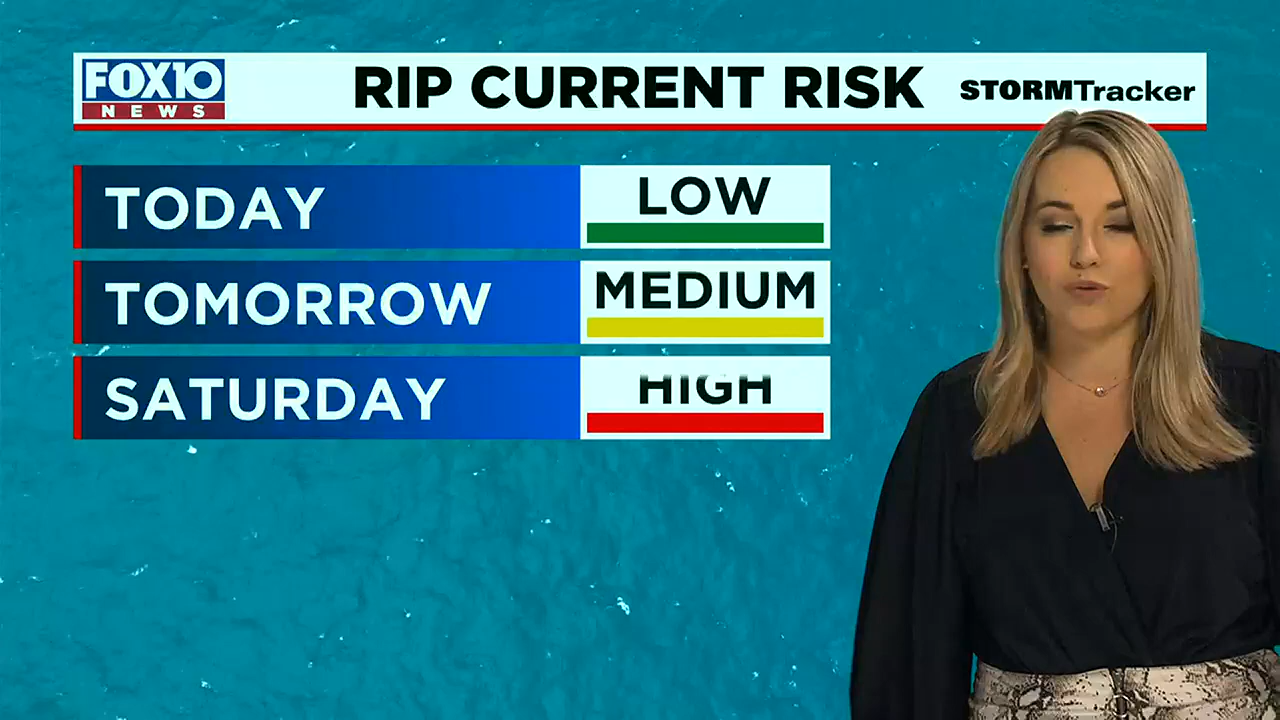 FOX10
NEWS
RIP CURRENT RISK
STORMTracker
TODAY
LOW
TOMORROW
MEDIUM
SATURDAY
HIGH